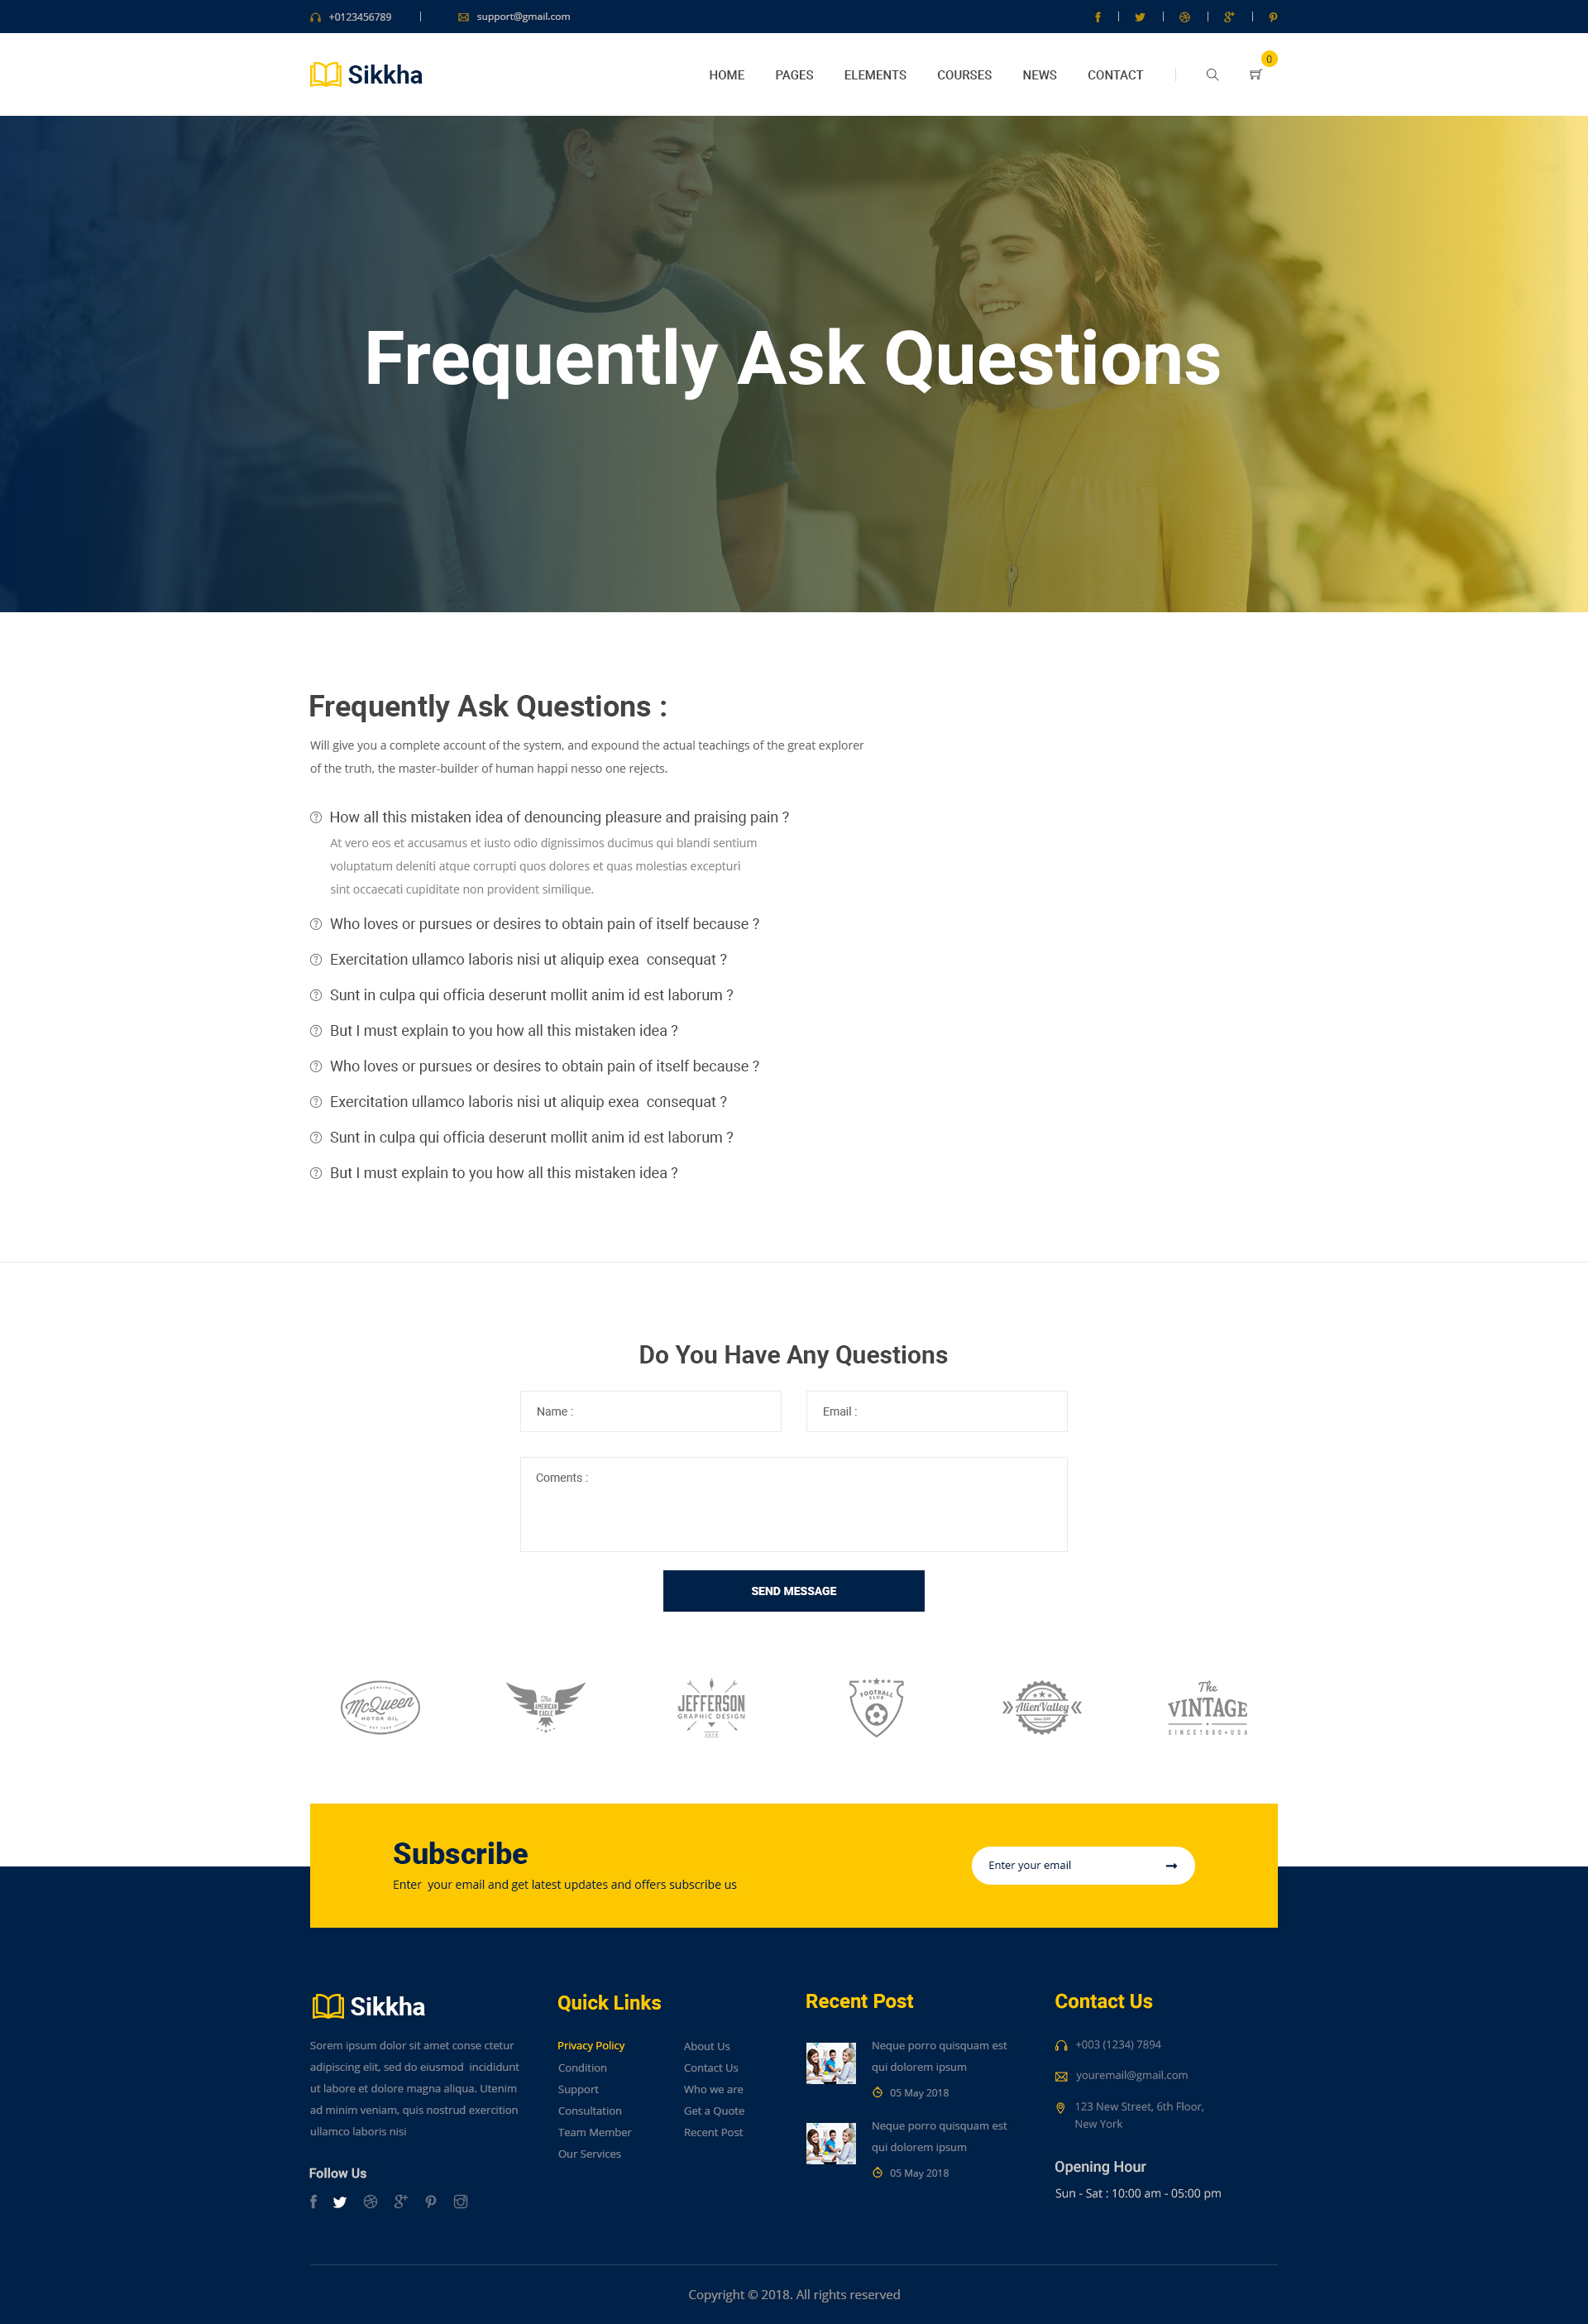 +0123456789 | support@gmail.com
Sikkha
HOME PAGES ELEMENTS COURSES NEWS CONTACT 0
Frequently Ask Questions
Frequently Ask Questions :
Will give you a complete account of the system, and expound the actual teachings of the great explorer
of the truth, the master-builder of human happi nesso one rejects.
How all this mistaken idea of denouncing pleasure and praising pain ?
At vero eos et accusamus et iusto odio dignissimos ducimus qui blandi sentium
voluptatum deleniti atque corrupti quos dolores et quas molestias excepturi
sint occaecati cupiditate non provident similique.
Who loves or pursues or desires to obtain pain of itself because ?
Exercitation ullamco laboris nisi ut aliquip exea  consequat ?
Sunt in culpa qui officia deserunt mollit anim id est laborum ?
But I must explain to you how all this mistaken idea ?
Who loves or pursues or desires to obtain pain of itself because ?
Exercitation ullamco laboris nisi ut aliquip exea  consequat ?
Sunt in culpa qui officia deserunt mollit anim id est laborum ?
But I must explain to you how all this mistaken idea ?
Do You Have Any Questions
Name :
Email :
Coments :
SEND MESSAGE
GENUINE
McQueen
MOTOR OIL
The
AMERICAN
EAGLE
JEFFERSON
GRAPHIC DESIGN
FOOTBALL
CLUB
AlienValley
The
VINTAGE
SINCE1880 USA
Subscribe
Enter  your email and get latest updates and offers subscribe us
Enter your email
Sikkha
Sorem ipsum dolor sit amet conse ctetur
adipiscing elit, sed do eiusmod  incididunt
ut labore et dolore magna aliqua. Utenim
ad minim veniam, quis nostrud exercition
ullamco laboris nisi
Follow Us
Quick Links
Privacy Policy
Condition
Support
Consultation
Team Member
Our Services
About Us
Contact Us
Who we are
Get a Quote
Recent Post
Recent Post
Neque porro quisquam est
qui dolorem ipsum
05 May 2018
Neque porro quisquam est
qui dolorem ipsum
05 May 2018
Contact Us
+003 (1234) 7894
youremail@gmail.com
123 New Street, 6th Floor,
New York
Opening Hour
Sun - Sat : 10:00 am - 05:00 pm
Copyright © 2018. All rights reserved